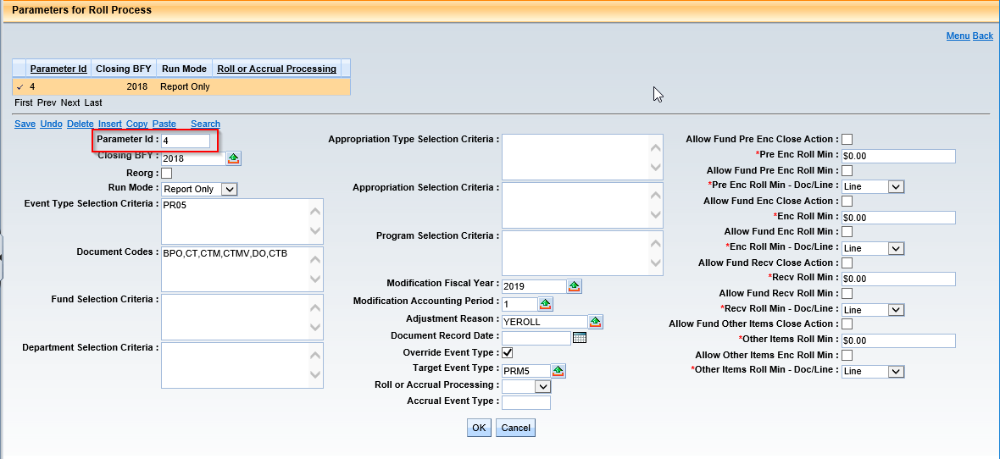 Parameters for Roll Process
Menu Back
Parameter Id Closing BFY Run Mode Roll or Accrual Processing
4 2018 Report Only
First Prev Next Last
Save Undo Delete Insert Copy Paste Search
Parameter Id : 4
Closing BFY : 2018
Reorg :
Run Mode : Report Only
Event Type Selection Criteria : PR05
Document Codes : BPO,CT,CTM,CTMV,DO,CTB
Fund Selection Criteria :
Department Selection Criteria :
Appropriation Type Selection Criteria :
Appropriation Selection Criteria :
Program Selection Criteria :
Modification Fiscal Year : 2019
Modification Accounting Period : 1
Adjustment Reason : YEROLL
Document Record Date :
Override Event Type :
Target Event Type : PRM5
Roll or Accrual Processing :
Accrual Event Type :
Allow Fund Pre Enc Close Action :
*Pre Enc Roll Min : $0.00
Allow Fund Pre Enc Roll Min :
*Pre Enc Roll Min - Doc/Line : Line
Allow Fund Enc Close Action :
*Enc Roll Min : $0.00
Allow Fund Enc Roll Min :
*Enc Roll Min - Doc/Line : Line
Allow Fund Recv Close Action :
*Recv Roll Min : $0.00
Allow Fund Recv Roll Min :
*Recv Roll Min - Doc/Line : Line
Allow Fund Other Items Close Action :
*Other Items Roll Min : $0.00
Allow Other Items Enc Roll Min :
*Other Items Roll Min - Doc/Line : Line
OK Cancel